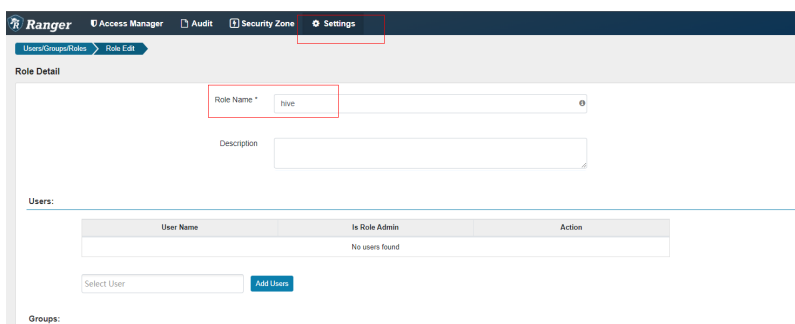 Ranger Access Manager Audit Security Zone Settings
Users/Groups/Roles Role Edit
Role Detail
Role Name * hive
Description
Users:
User Name Is Role Admin Action
No users found
Select User Add Users
Groups: